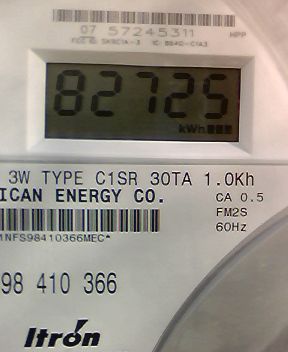 07 57245311
HPP
82725
kWh
3W TYPE C1SR 30TA 1.0Kh
ICAN ENERGY CO.
CA 0.5
FM2S
60Hz
1NFS98410366MEC*
98 410 366
Itron